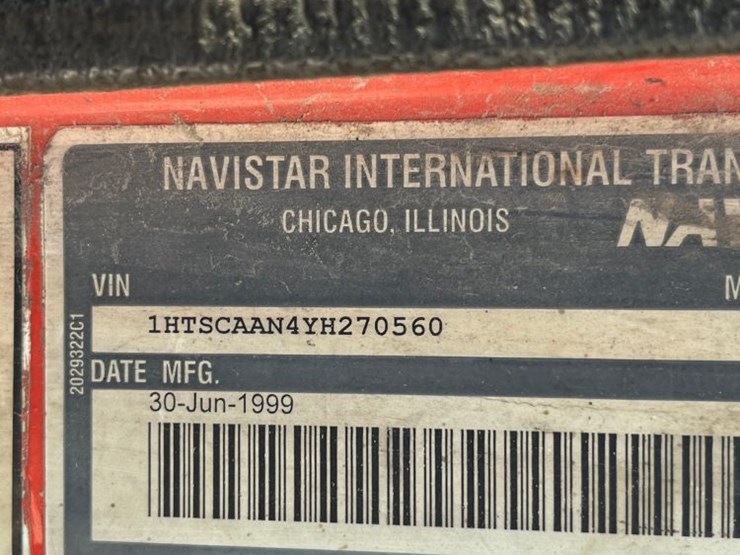 NAVISTAR INTERNATIONAL TRAN
CHICAGO, ILLINOIS
VIN
1HTSCAAN4YH270560
2029322C1
DATE MFG.
30-Jun-1999